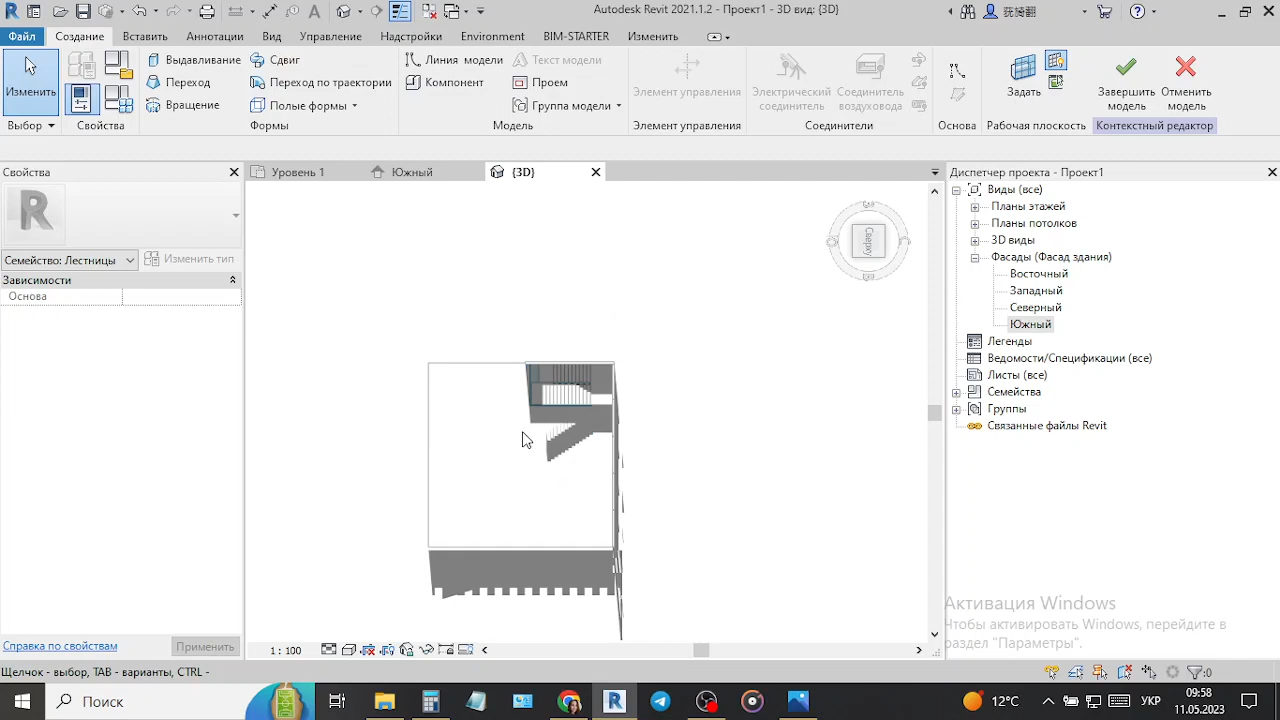 Autodesk Revit 2021.1.2 - Проект1 - 3D вид: {3D}
Файл Создание Вставить Аннотации Вид Управление Надстройки Environment BIM-STARTER Изменить
Изменить
Выбор
Свойства
Выдавливание
Переход
Вращение
Сдвиг
Переход по траектории
Полые формы
Формы
Линия модели
Компонент
Текст модели
Проем
Группа модели
Модель
Элемент управления
Элемент управления
Электрический соединитель
Соединитель воздуховода
Соединители
Основа
Задать
Рабочая плоскость
Завершить модель
Отменить модель
Контекстный редактор
Свойства
Семейство: Лестницы
Изменить тип
Зависимости
Основа
Справка по свойствам
Применить
Уровень 1
Южный
{3D}
Сверху
1 : 100
Диспетчер проекта - Проект1
Виды (все)
Планы этажей
Планы потолков
3D виды
Фасады (Фасад здания)
Восточный
Западный
Северный
Южный
Легенды
Ведомости/Спецификации (все)
Листы (все)
Семейства
Группы
Связанные файлы Revit
Активация Windows
Чтобы активировать Windows, перейдите в
раздел "Параметры".
Щелчок - выбор, TAB - варианты, CTRL -
:0
Поиск
12°C
УКР
09:58
11.05.2023